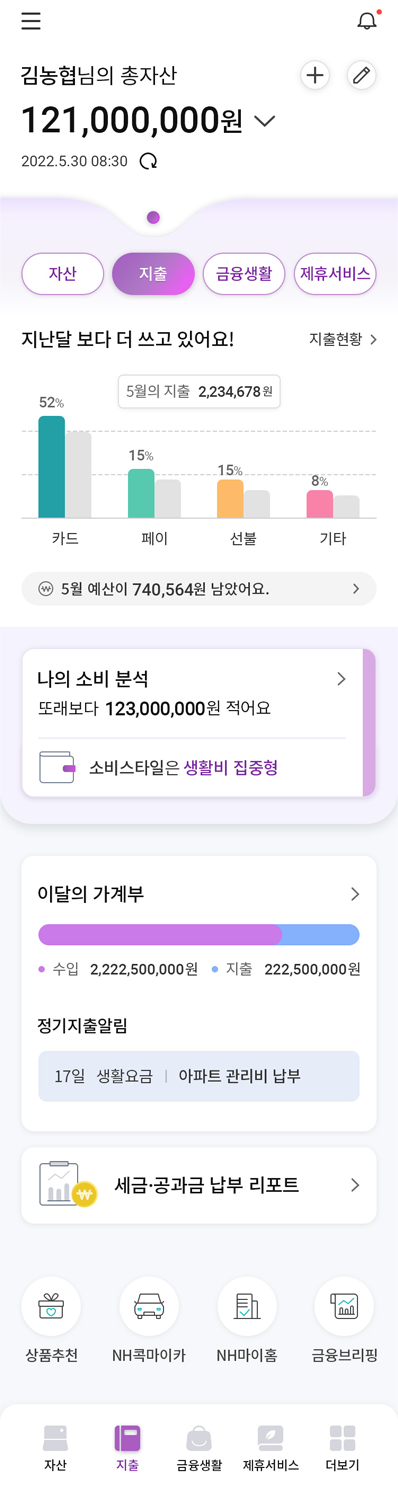 김농협님의 총자산
121,000,000원
2022.5.30 08:30
자산 지출 금융생활 제휴서비스
지난달 보다 더 쓰고 있어요! 지출현황
5월의 지출 2,234,678원
52% 15% 15% 8%
카드 페이 선불 기타
5월 예산이 740,564원 남았어요.
나의 소비 분석
또래보다 123,000,000원 적어요
소비스타일은 생활비 집중형
이달의 가계부
수입 2,222,500,000원 지출 222,500,000원
정기지출알림
17일 생활요금 | 아파트 관리비 납부
세금·공과금 납부 리포트
상품추천 NH콕마이카 NH마이홈 금융브리핑
자산 지출 금융생활 제휴서비스 더보기